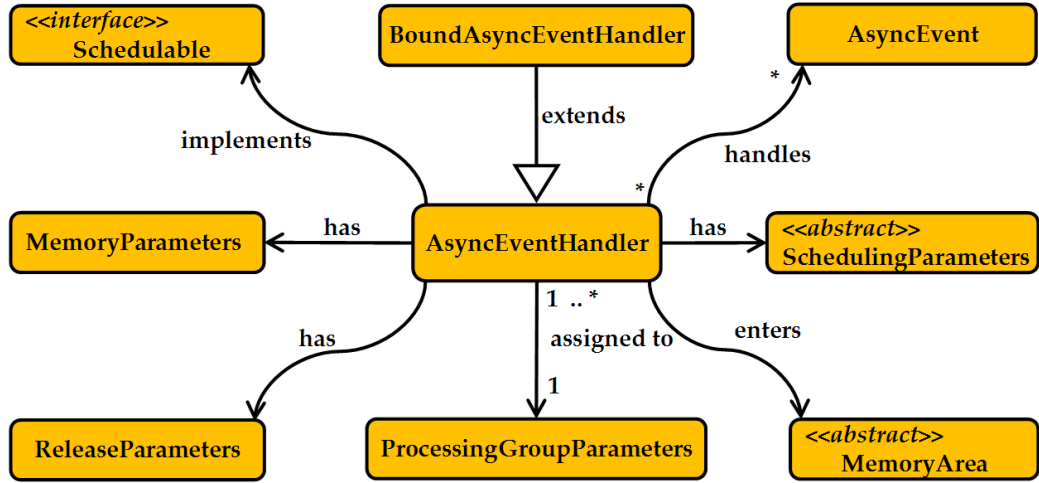 <<interface>>
Schedulable
BoundAsyncEventHandler
AsyncEvent
*
extends
implements
handles
*
MemoryParameters
has
AsyncEventHandler
has
<<abstract>>
SchedulingParameters
1 .. *
has
assigned to
enters
1
ReleaseParameters
ProcessingGroupParameters
<<abstract>>
MemoryArea